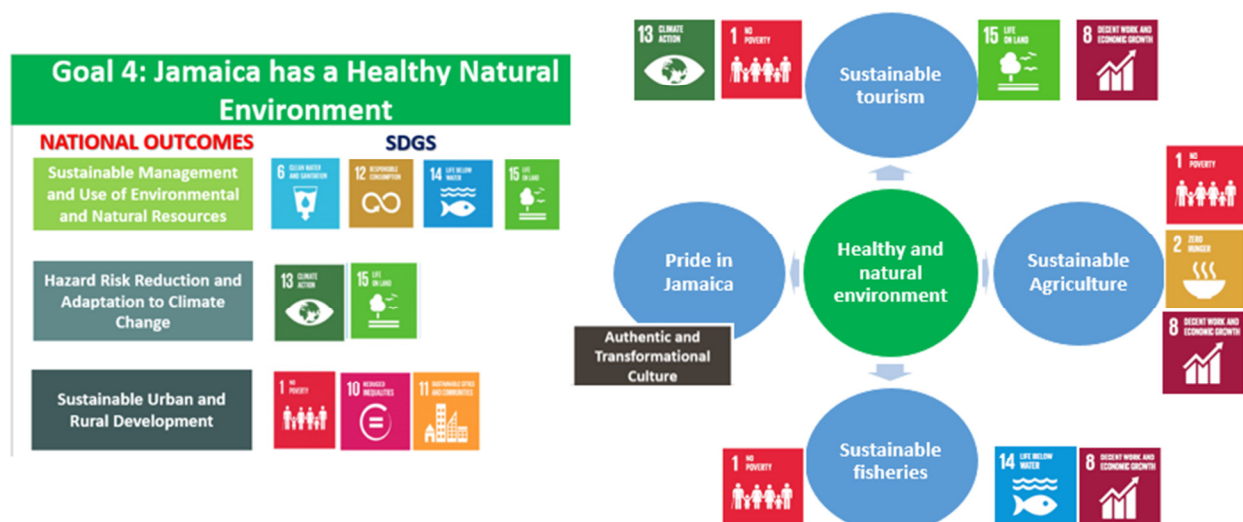 Goal 4: Jamaica has a Healthy Natural
Environment
NATIONAL OUTCOMES
SDGS
Sustainable Management
and Use of Environmental
and Natural Resources
6 CLEAN WATER
AND SANITATION
12 RESPONSIBLE
CONSUMPTION
14 LIFE BELOW
WATER
15 LIFE
ON LAND
Hazard Risk Reduction and
Adaptation to Climate
Change
13 CLIMATE
ACTION
15 LIFE
ON LAND
Sustainable Urban and
Rural Development
1 NO
POVERTY
10 REDUCED
INEQUALITIES
11 SUSTAINABLE CITIES
AND COMMUNITIES
13 CLIMATE
ACTION
1 NO
POVERTY
Sustainable
tourism
15 LIFE
ON LAND
8 DECENT WORK AND
ECONOMIC GROWTH
Pride in
Jamaica
Authentic and
Transformational
Culture
Healthy and
natural
environment
Sustainable
Agriculture
1 NO
POVERTY
2 ZERO
HUNGER
8 DECENT WORK AND
ECONOMIC GROWTH
1 NO
POVERTY
Sustainable
fisheries
14 LIFE BELOW
WATER
8 DECENT WORK AND
ECONOMIC GROWTH